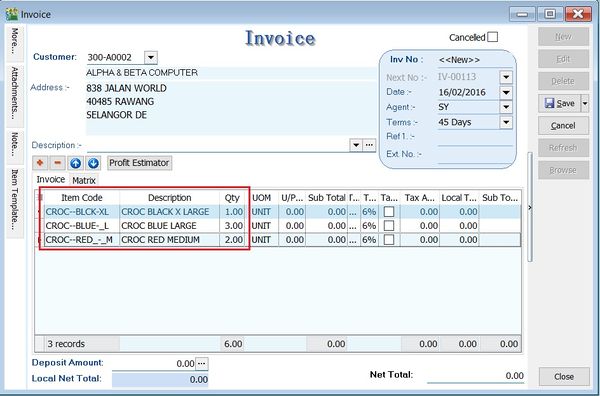 Invoice
More...
Attachments...
Note...
Item Template...
Invoice
Cancelled
Customer: 300-A0002
ALPHA & BETA COMPUTER
Address :- 838 JALAN WORLD
40485 RAWANG
SELANGOR DE
Description :-
Inv No : <<New>>
Next No : IV-00113
Date :- 16/02/2016
Agent :- SY
Terms :- 45 Days
Ref 1. :-
Ext. No. :-
New
Edit
Delete
Save
Cancel
Refresh
Browse
Profit Estimator
Invoice Matrix
Item Code Description Qty UOM U/P... Sub Total T... Ta... Tax A... Local T... Sub To...
CROC--BLCK-XL CROC BLACK X LARGE 1.00 UNIT 0.00 0.00 ... 6% 0.00 0.00 0.00
CROC--BLUE-_L CROC BLUE LARGE 3.00 UNIT 0.00 0.00 ... 6% 0.00 0.00 0.00
CROC--RED_-_M CROC RED MEDIUM 2.00 UNIT 0.00 0.00 ... 6% 0.00 0.00 0.00
3 records 6.00 0.00 0.00 0.00 0.00
Deposit Amount: 0.00 ...
Local Net Total: 0.00
Net Total: 0.00
Close